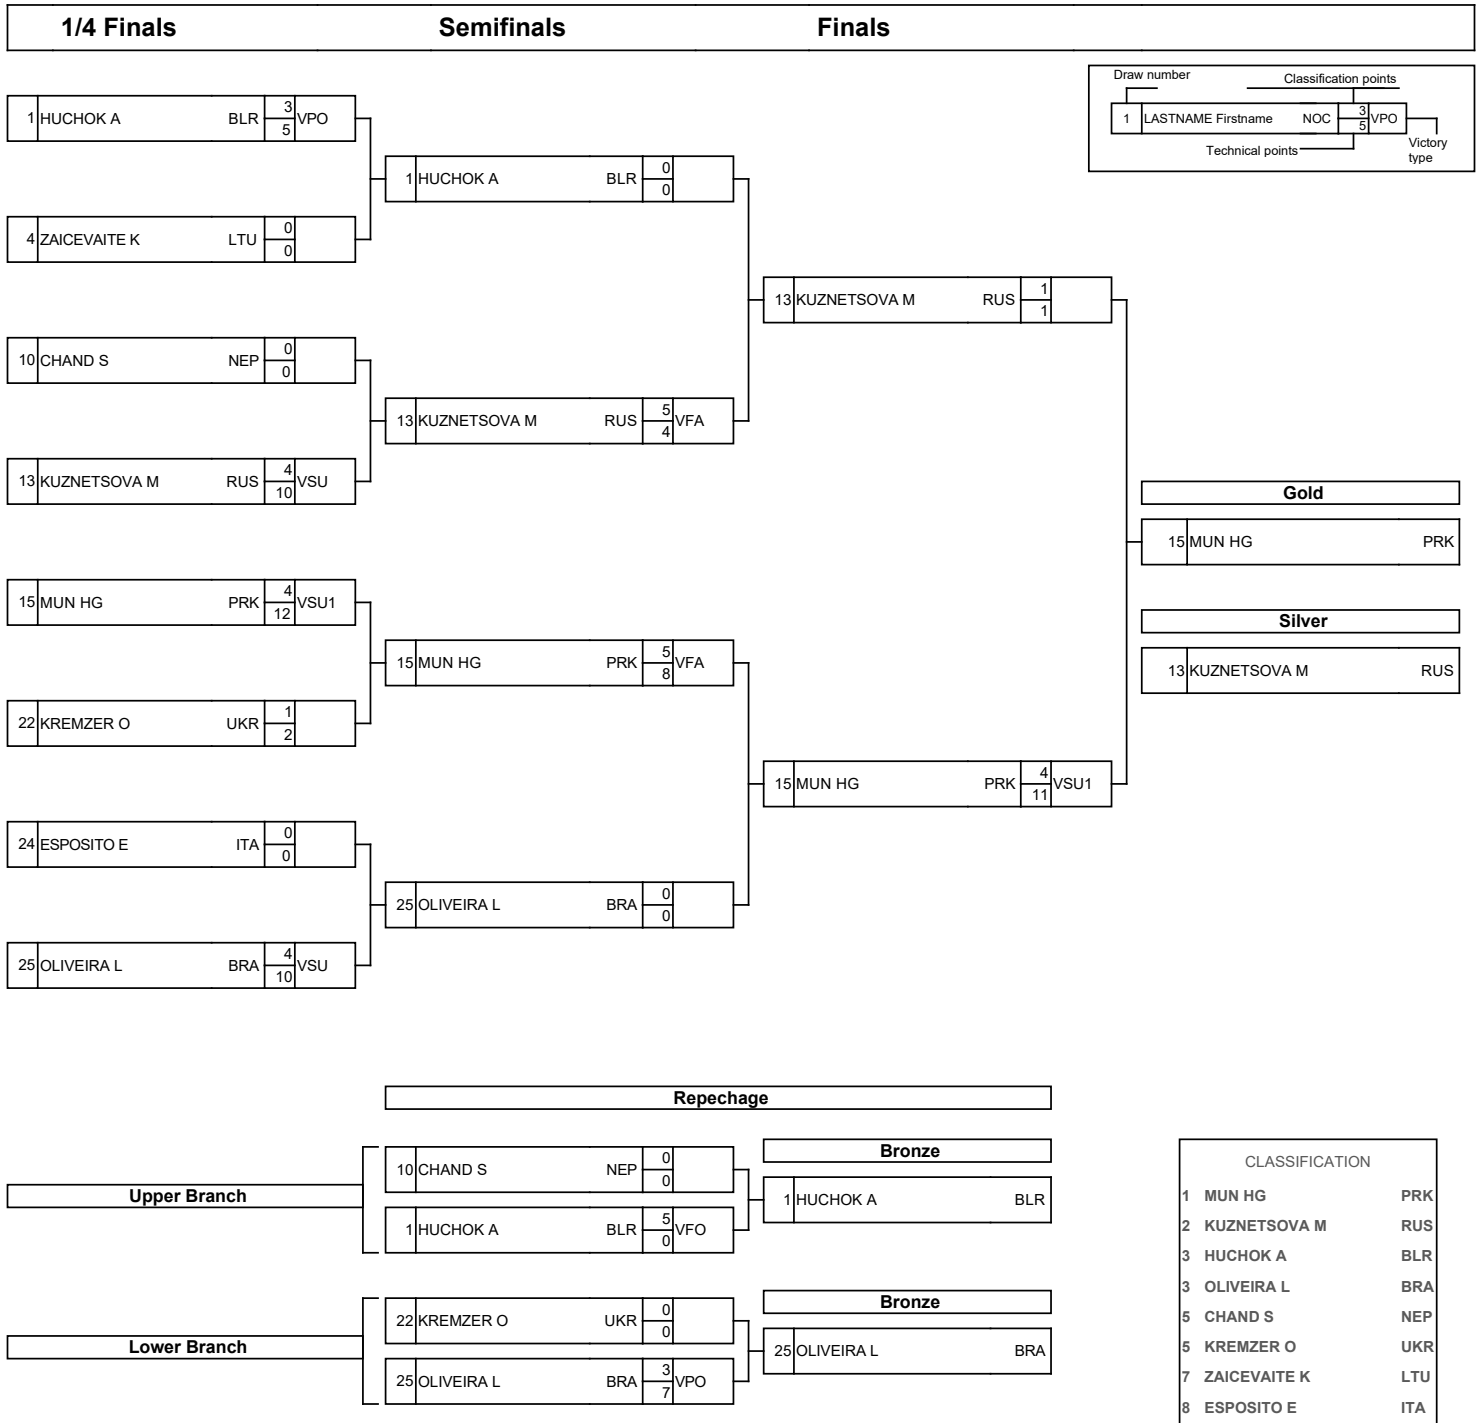 1/4 Finals Semifinals Finals
Draw number
Classification points
1 LASTNAME Firstname NOC 3 5 VPO
Technical points
Victory type
1 HUCHOK A BLR 3 5 VPO
4 ZAICEVAITE K LTU 0 0
10 CHAND S NEP 0 0
13 KUZNETSOVA M RUS 4 10 VSU
15 MUN HG PRK 4 12 VSU1
22 KREMZER O UKR 1 2
24 ESPOSITO E ITA 0 0
25 OLIVEIRA L BRA 4 10 VSU
1 HUCHOK A BLR 0 0
13 KUZNETSOVA M RUS 5 4 VFA
15 MUN HG PRK 5 8 VFA
25 OLIVEIRA L BRA 0 0
13 KUZNETSOVA M RUS 1 1
15 MUN HG PRK 4 11 VSU1
Gold
15 MUN HG PRK
Silver
13 KUZNETSOVA M RUS
Repechage
Upper Branch
10 CHAND S NEP 0 0
1 HUCHOK A BLR 5 0 VFO
Bronze
1 HUCHOK A BLR
Lower Branch
22 KREMZER O UKR 0 0
25 OLIVEIRA L BRA 3 7 VPO
Bronze
25 OLIVEIRA L BRA
CLASSIFICATION
1 MUN HG PRK
2 KUZNETSOVA M RUS
3 HUCHOK A BLR
3 OLIVEIRA L BRA
5 CHAND S NEP
5 KREMZER O UKR
7 ZAICEVAITE K LTU
8 ESPOSITO E ITA